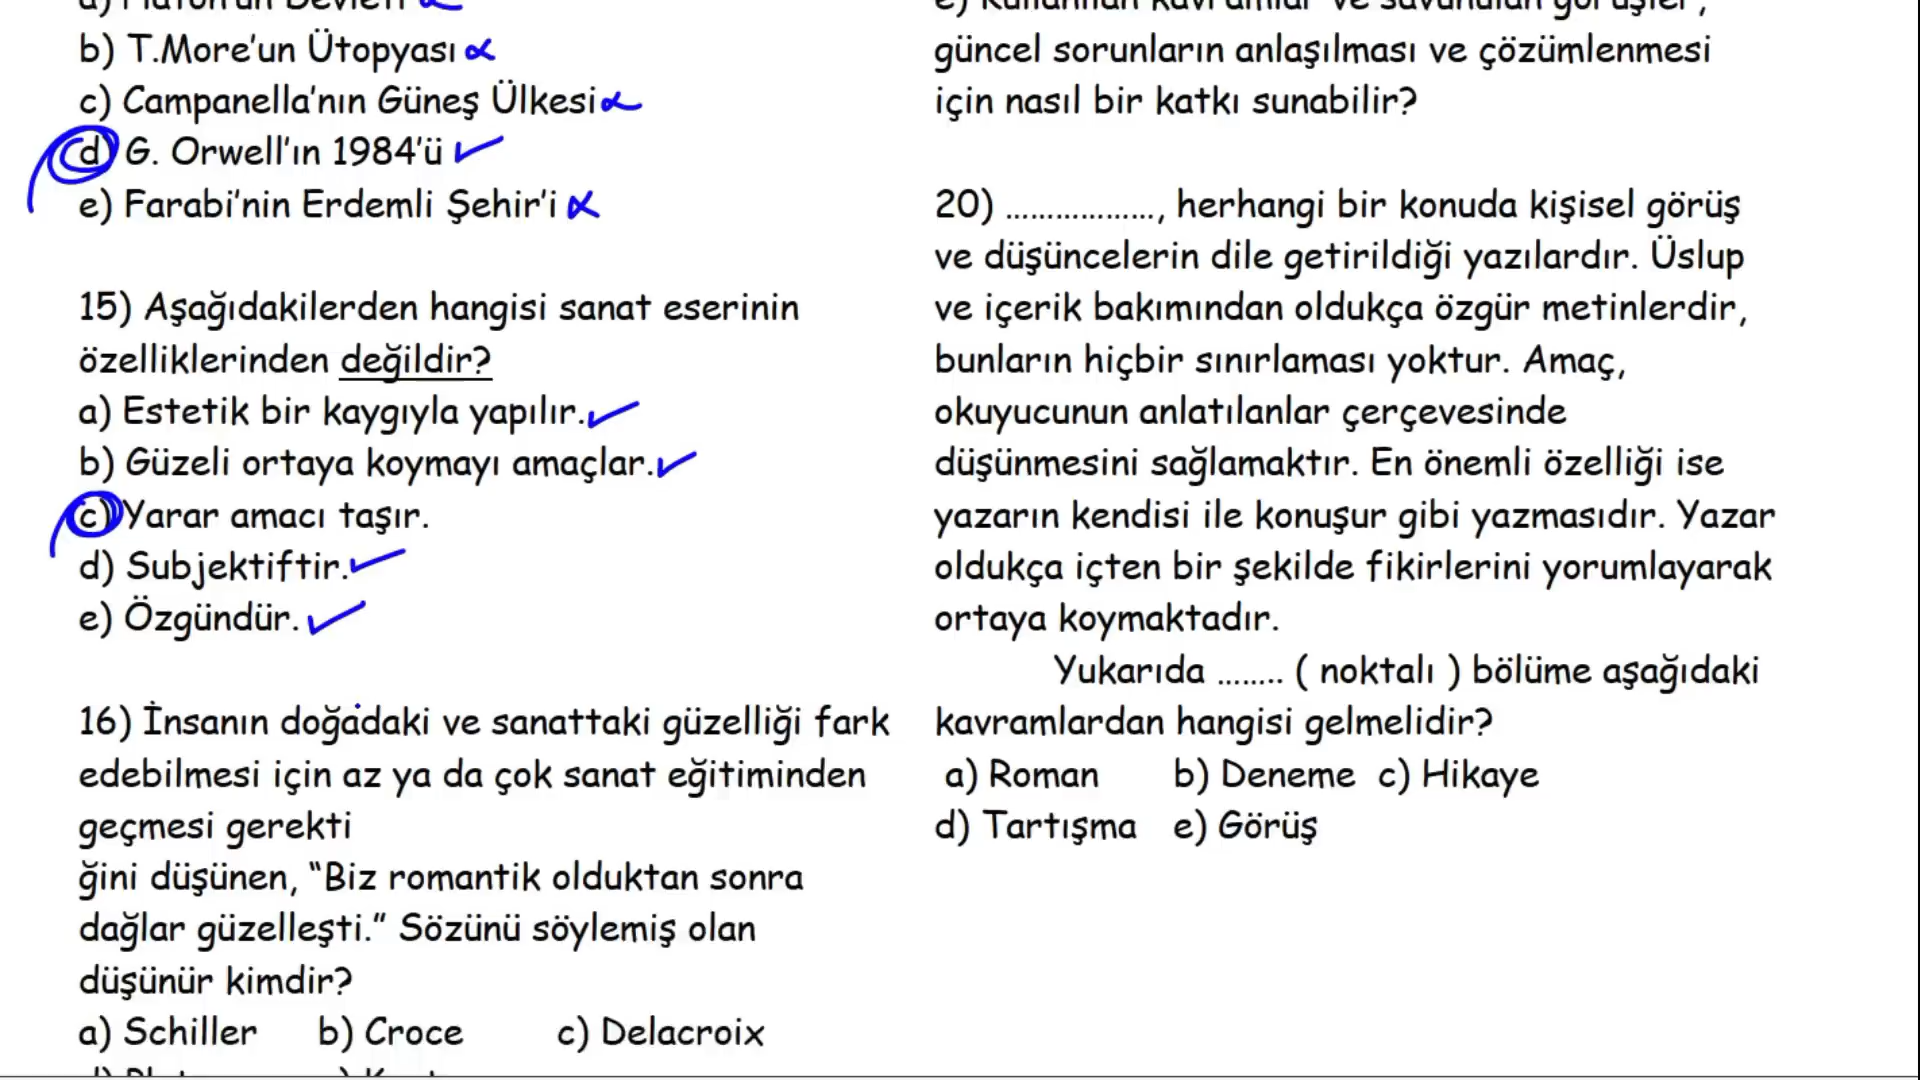 b) T.More’un Ütopyası
c) Campanella’nın Güneş Ülkesi
d) G. Orwell’ın 1984’ü
e) Farabi’nin Erdemli Şehir’i
15) Aşağıdakilerden hangisi sanat eserinin
özelliklerinden değildir?
a) Estetik bir kaygıyla yapılır.
b) Güzeli ortaya koymayı amaçlar.
c) Yarar amacı taşır.
d) Subjektiftir.
e) Özgündür.
16) İnsanın doğadaki ve sanattaki güzelliği fark
edebilmesi için az ya da çok sanat eğitiminden
geçmesi gerekti
ğini düşünen, “Biz romantik olduktan sonra
dağlar güzelleşti.” Sözünü söylemiş olan
düşünür kimdir?
a) Schiller b) Croce c) Delacroix
e) Kullanılan kavramlar ve savunulan görüşler,
güncel sorunların anlaşılması ve çözümlenmesi
için nasıl bir katkı sunabilir?
20) ………………, herhangi bir konuda kişisel görüş
ve düşüncelerin dile getirildiği yazılardır. Üslup
ve içerik bakımından oldukça özgür metinlerdir,
bunların hiçbir sınırlaması yoktur. Amaç,
okuyucunun anlatılanlar çerçevesinde
düşünmesini sağlamaktır. En önemli özelliği ise
yazarın kendisi ile konuşur gibi yazmasıdır. Yazar
oldukça içten bir şekilde fikirlerini yorumlayarak
ortaya koymaktadır.
Yukarıda …….. ( noktalı ) bölüme aşağıdaki
kavramlardan hangisi gelmelidir?
a) Roman b) Deneme c) Hikaye
d) Tartışma e) Görüş